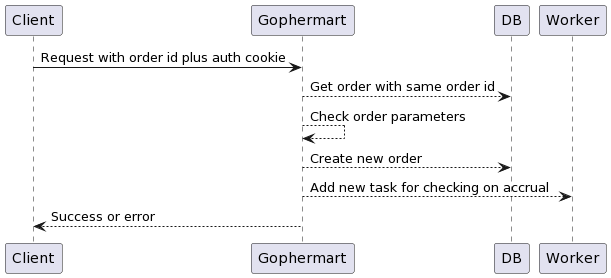 Client Gophermart DB Worker
Request with order id plus auth cookie
Get order with same order id
Check order parameters
Create new order
Add new task for checking on accrual
Success or error
Client Gophermart DB Worker